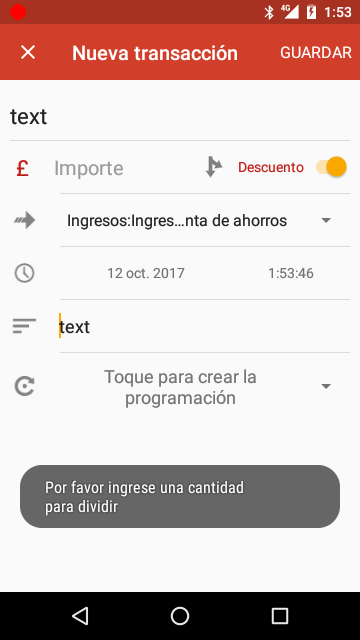 4G 1:53
Nueva transacción GUARDAR
text
£ Importe Descuento
Ingresos:Ingres…nta de ahorros
12 oct. 2017 1:53:46
text
Toque para crear la
programación
Por favor ingrese una cantidad
para dividir